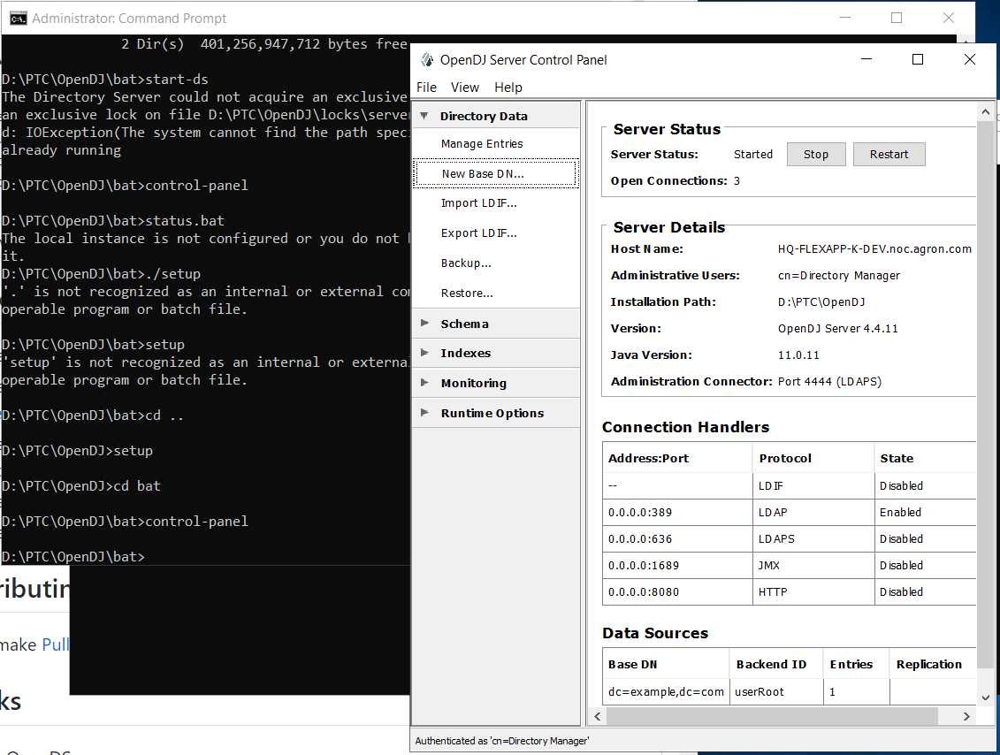 Administrator: Command Prompt
2 Dir(s)  401,256,947,712 bytes free
D:\PTC\OpenDJ\bat>start-ds
The Directory Server could not acquire an exclusive
an exclusive lock on file D:\PTC\OpenDJ\locks\server
d: IOException(The system cannot find the path spec
already running
D:\PTC\OpenDJ\bat>control-panel
D:\PTC\OpenDJ\bat>status.bat
The local instance is not configured or you do not
it.
D:\PTC\OpenDJ\bat>./setup
'.' is not recognized as an internal or external com
operable program or batch file.
D:\PTC\OpenDJ\bat>setup
'setup' is not recognized as an internal or external
operable program or batch file.
D:\PTC\OpenDJ\bat>cd ..
D:\PTC\OpenDJ>setup
D:\PTC\OpenDJ>cd bat
D:\PTC\OpenDJ\bat>control-panel
D:\PTC\OpenDJ\bat>
ributin
make Pull
ks
OpenDS
OpenDJ Server Control Panel
File View Help
Directory Data
Manage Entries
New Base DN...
Import LDIF...
Export LDIF...
Backup...
Restore...
Schema
Indexes
Monitoring
Runtime Options
Server Status
Server Status: Started Stop Restart
Open Connections: 3
Server Details
Host Name: HQ-FLEXAPP-K-DEV.noc.agron.com
Administrative Users: cn=Directory Manager
Installation Path: D:\PTC\OpenDJ
Version: OpenDJ Server 4.4.11
Java Version: 11.0.11
Administration Connector: Port 4444 (LDAPS)
Connection Handlers
Address:Port Protocol State
-- LDIF Disabled
0.0.0.0:389 LDAP Enabled
0.0.0.0:636 LDAPS Disabled
0.0.0.0:1689 JMX Disabled
0.0.0.0:8080 HTTP Disabled
Data Sources
Base DN Backend ID Entries Replication
dc=example,dc=com userRoot 1
Authenticated as 'cn=Directory Manager'